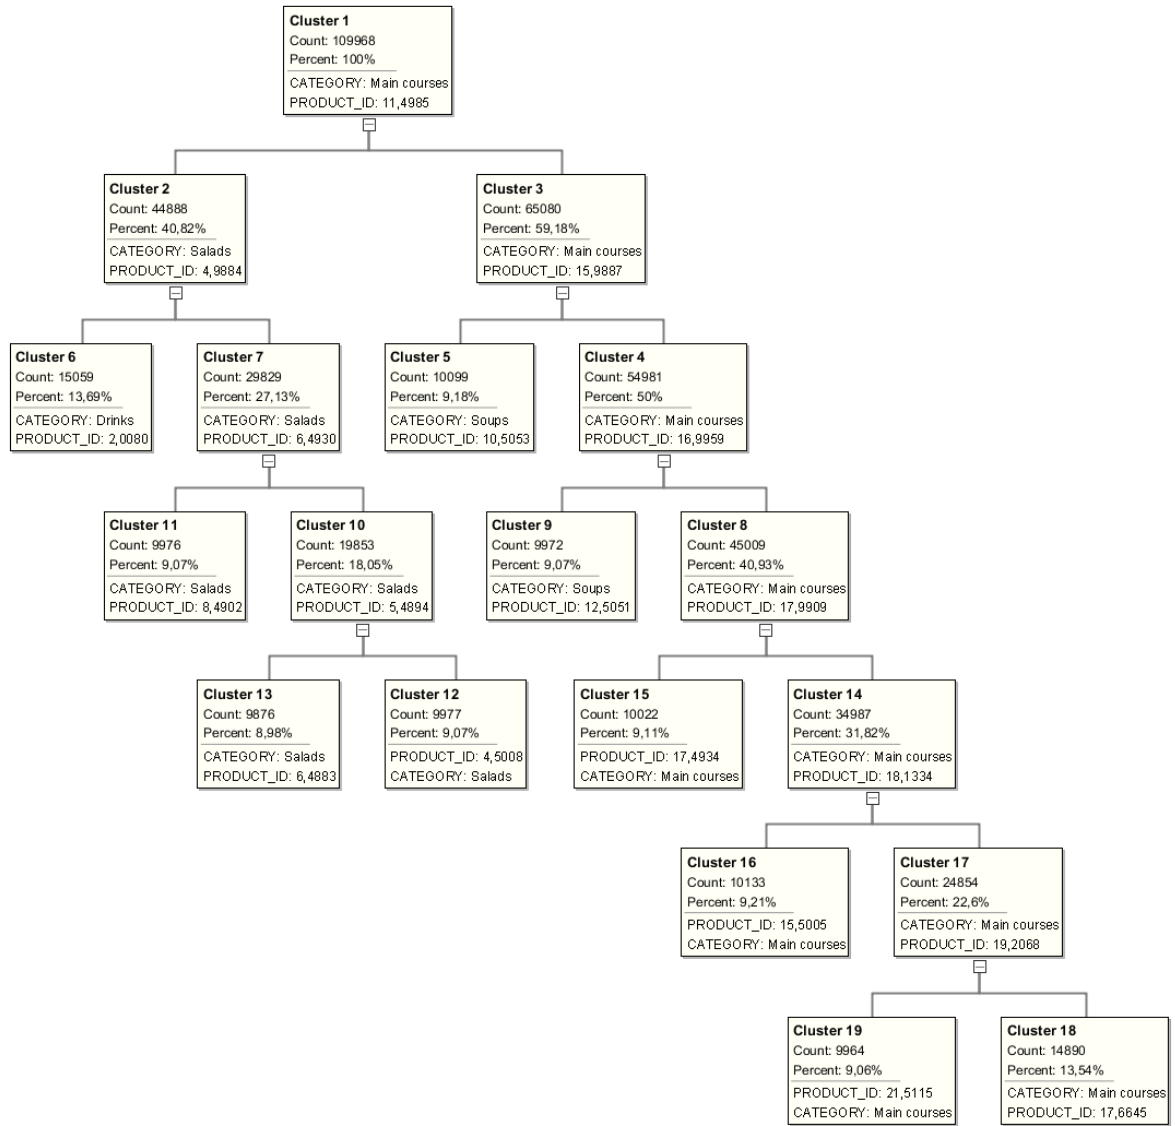 Cluster 1
Count: 109968
Percent: 100%
CATEGORY: Main courses
PRODUCT_ID: 11,4985
Cluster 2
Count: 44888
Percent: 40,82%
CATEGORY: Salads
PRODUCT_ID: 4,9884
Cluster 3
Count: 65080
Percent: 59,18%
CATEGORY: Main courses
PRODUCT_ID: 15,9887
Cluster 6
Count: 15059
Percent: 13,69%
CATEGORY: Drinks
PRODUCT_ID: 2,0080
Cluster 7
Count: 29829
Percent: 27,13%
CATEGORY: Salads
PRODUCT_ID: 6,4930
Cluster 5
Count: 10099
Percent: 9,18%
CATEGORY: Soups
PRODUCT_ID: 10,5053
Cluster 4
Count: 54981
Percent: 50%
CATEGORY: Main courses
PRODUCT_ID: 16,9959
Cluster 11
Count: 9976
Percent: 9,07%
CATEGORY: Salads
PRODUCT_ID: 8,4902
Cluster 10
Count: 19853
Percent: 18,05%
CATEGORY: Salads
PRODUCT_ID: 5,4894
Cluster 9
Count: 9972
Percent: 9,07%
CATEGORY: Soups
PRODUCT_ID: 12,5051
Cluster 8
Count: 45009
Percent: 40,93%
CATEGORY: Main courses
PRODUCT_ID: 17,9909
Cluster 13
Count: 9876
Percent: 8,98%
CATEGORY: Salads
PRODUCT_ID: 6,4883
Cluster 12
Count: 9977
Percent: 9,07%
PRODUCT_ID: 4,5008
CATEGORY: Salads
Cluster 15
Count: 10022
Percent: 9,11%
PRODUCT_ID: 17,4934
CATEGORY: Main courses
Cluster 14
Count: 34987
Percent: 31,82%
CATEGORY: Main courses
PRODUCT_ID: 18,1334
Cluster 16
Count: 10133
Percent: 9,21%
PRODUCT_ID: 15,5005
CATEGORY: Main courses
Cluster 17
Count: 24854
Percent: 22,6%
CATEGORY: Main courses
PRODUCT_ID: 19,2068
Cluster 19
Count: 9964
Percent: 9,06%
PRODUCT_ID: 21,5115
CATEGORY: Main courses
Cluster 18
Count: 14890
Percent: 13,54%
CATEGORY: Main courses
PRODUCT_ID: 17,6645